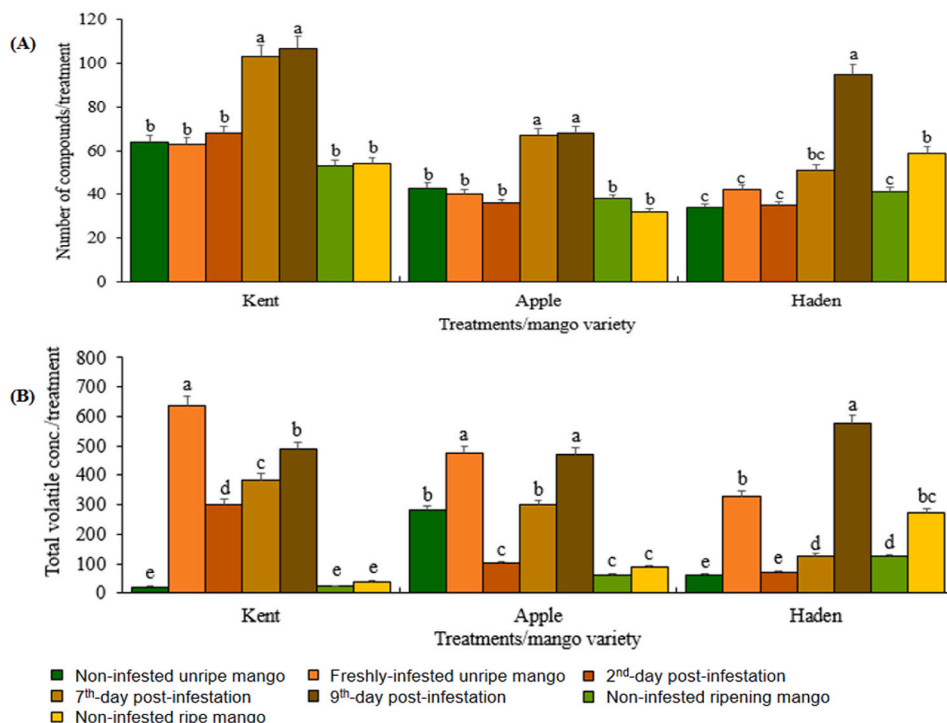 (A)
Number of compounds/treatment
120
100
80
60
40
20
0
b b b a a b b
b b b a a b b
c c c bc a c b
Kent Apple Haden
Treatments/mango variety
(B)
Total volatile conc./treatment
800
700
600
500
400
300
200
100
0
e a d c b e e
b a c b a c c
e b e d a d bc
Kent Apple Haden
Treatments/mango variety
Non-infested unripe mango Freshly-infested unripe mango 2nd-day post-infestation
7th-day post-infestation 9th-day post-infestation Non-infested ripening mango
Non-infested ripe mango